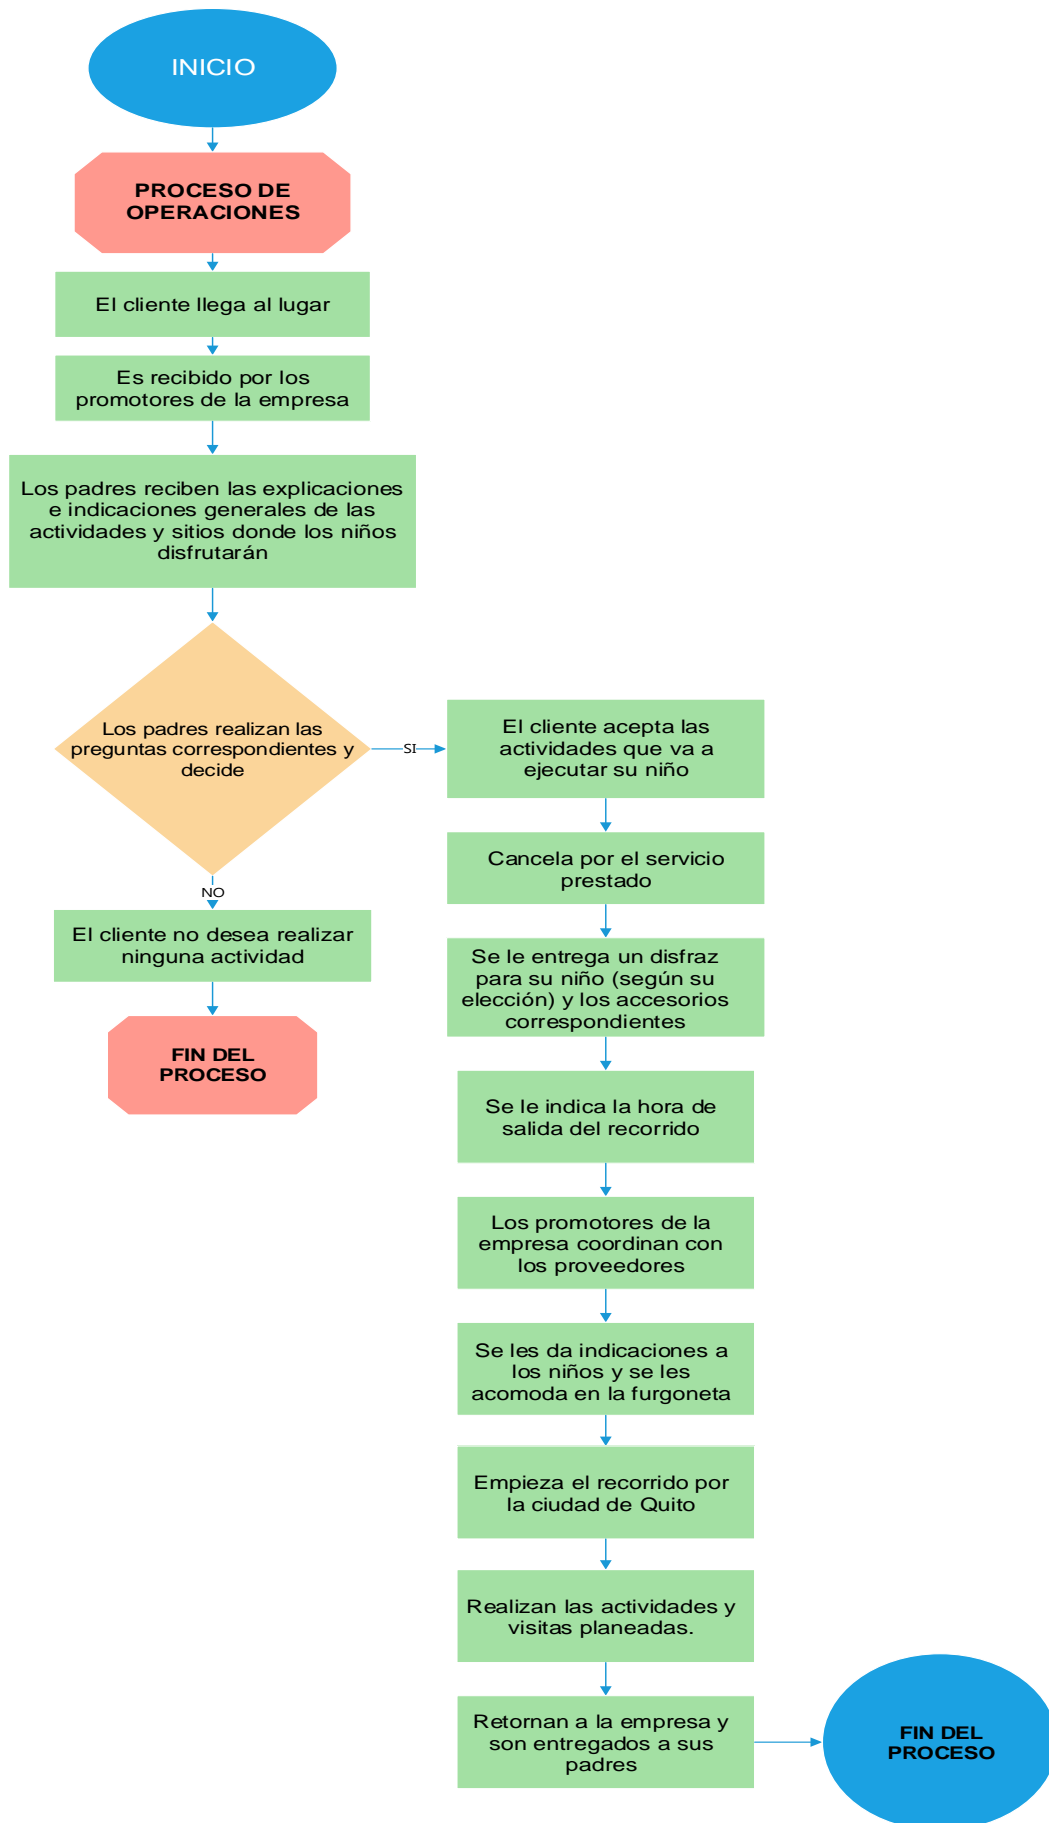 INICIO
PROCESO DE
OPERACIONES
El cliente llega al lugar
Es recibido por los
promotores de la empresa
Los padres reciben las explicaciones
e indicaciones generales de las
actividades y sitios donde los niños
disfrutarán
Los padres realizan las
preguntas correspondientes y
decide
SI
NO
El cliente no desea realizar
ninguna actividad
FIN DEL
PROCESO
El cliente acepta las
actividades que va a
ejecutar su niño
Cancela por el servicio
prestado
Se le entrega un disfraz
para su niño (según su
elección) y los accesorios
correspondientes
Se le indica la hora de
salida del recorrido
Los promotores de la
empresa coordinan con
los proveedores
Se les da indicaciones a
los niños y se les
acomoda en la furgoneta
Empieza el recorrido por
la ciudad de Quito
Realizan las actividades y
visitas planeadas.
Retornan a la empresa y
son entregados a sus
padres
FIN DEL
PROCESO